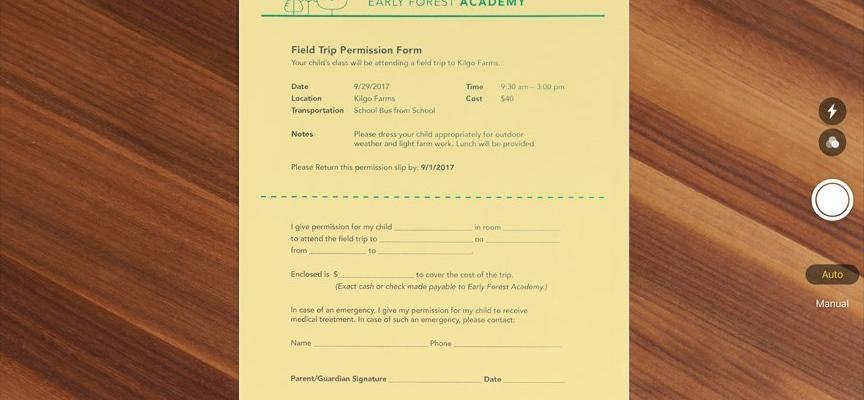 EARLY FOREST ACADEMY
Field Trip Permission Form
Your child's class will be attending a field trip to Kilgo Farms.
Date 9/29/2017 Time 9:30 am – 3:00 pm
Location Kilgo Farms Cost $40
Transportation School Bus from School
Notes Please dress your child appropriately for outdoor
weather and light farm work. Lunch will be provided.
Please Return this permission slip by: 9/1/2017
I give permission for my child ____________ in room ____________
to attend the field trip to ____________ on ____________
from ____________ to ____________.
Enclosed is $____________ to cover the cost of the trip.
(Exact cash or check made payable to Early Forest Academy.)
In case of an emergency, I give my permission for my child to receive
medical treatment. In case of such an emergency, please contact:
Name ____________ Phone ____________
Parent/Guardian Signature ____________ Date ____________
Auto
Manual